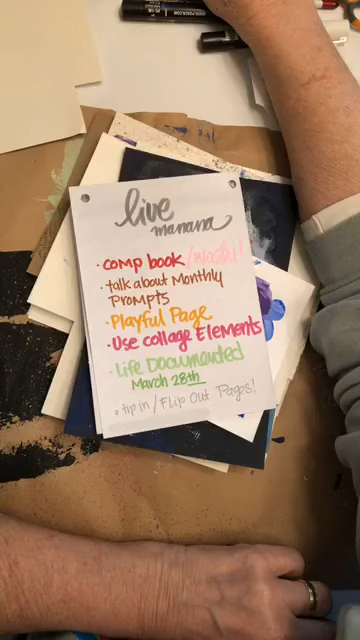 live
manana
• comp book /washi!
• talk about Monthly
Prompts
• Playful Page
• Use collage Elements
• Life Documented
March 28th
• tip in / Flip Out Pages!